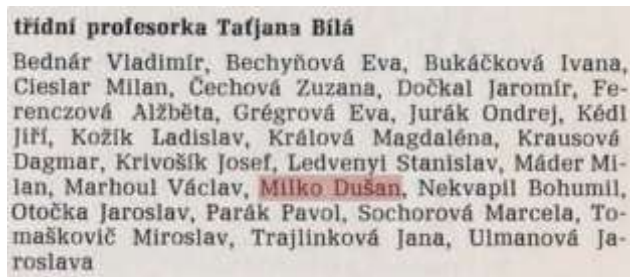 třídní profesorka Taťjana Bílá
Bednár Vladimír, Bechyňová Eva, Bukáčková Ivana,
Cieslar Milan, Čechová Zuzana, Dočkal Jaromír, Fe-
renczová Alžběta, Grégrová Eva, Jurák Ondrej, Kédl
Jiří, Kožík Ladislav, Králová Magdaléna, Krausová
Dagmar, Krivošík Josef, Ledvenyi Stanislav, Máder Mi-
lan, Marhoul Václav, Milko Dušan, Nekvapil Bohumil,
Otočka Jaroslav, Parák Pavol, Sochorová Marcela, To-
maškovič Miroslav, Trajlinková Jana, Ulmanová Ja-
roslava